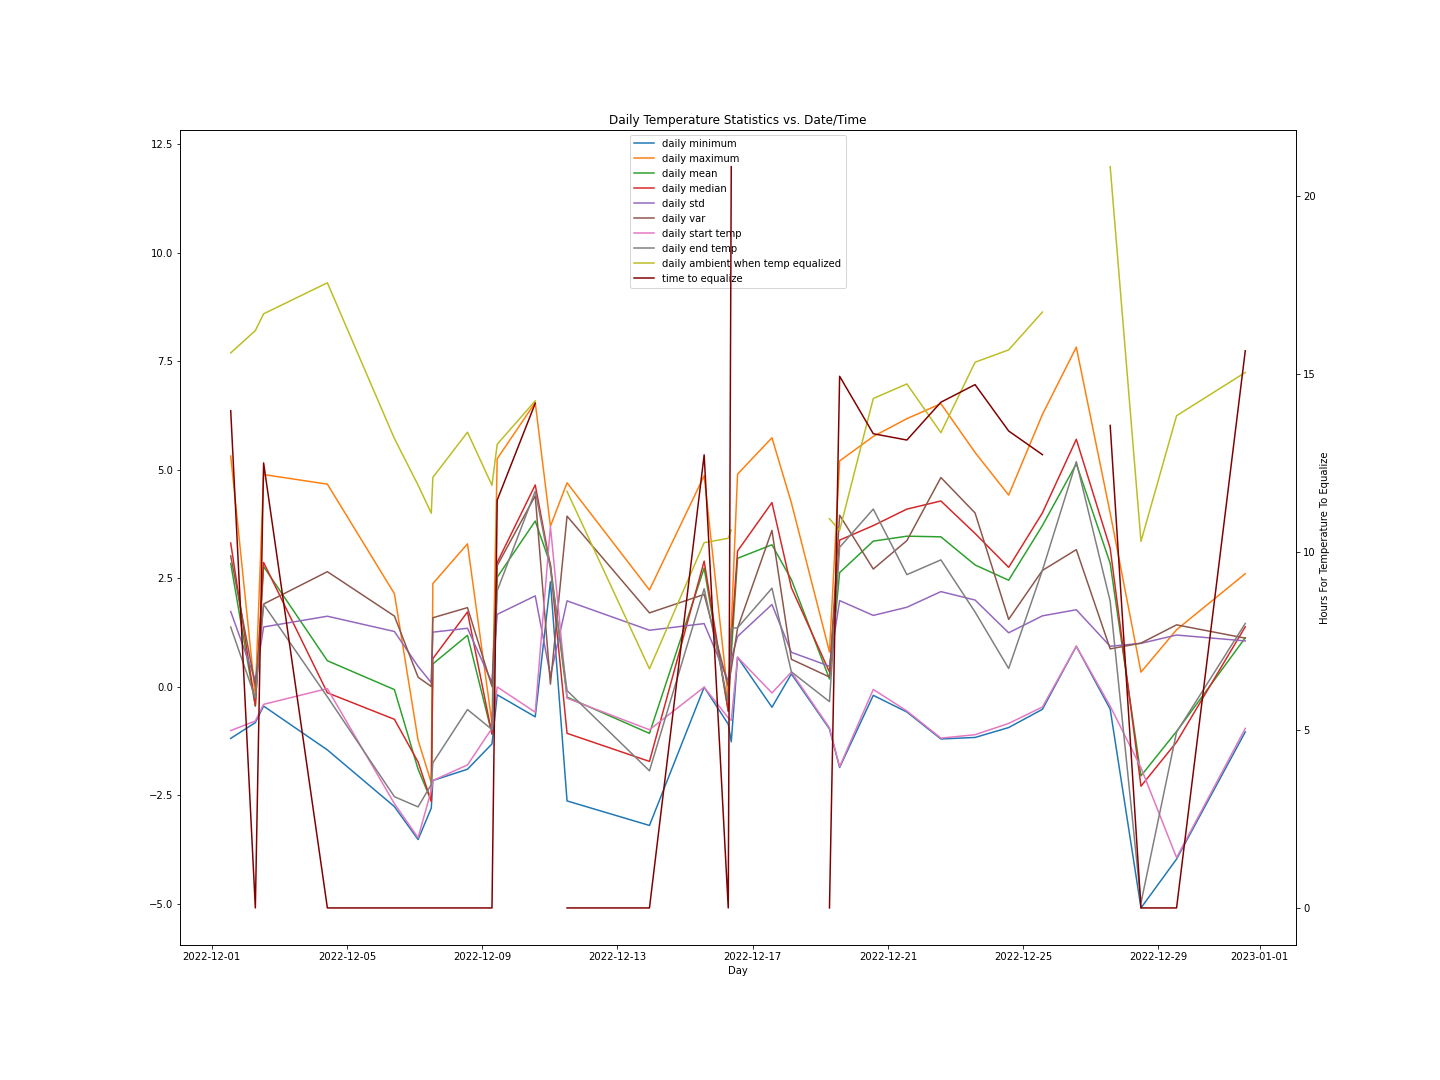 Daily Temperature Statistics vs. Date/Time
daily minimum
daily maximum
daily mean
daily median
daily std
daily var
daily start temp
daily end temp
daily ambient when temp equalized
time to equalize
12.5
10.0
7.5
5.0
2.5
0.0
−2.5
−5.0
20
15
10
5
0
Hours For Temperature To Equalize
2022-12-01 2022-12-05 2022-12-09 2022-12-13 2022-12-17 2022-12-21 2022-12-25 2022-12-29 2023-01-01
Day